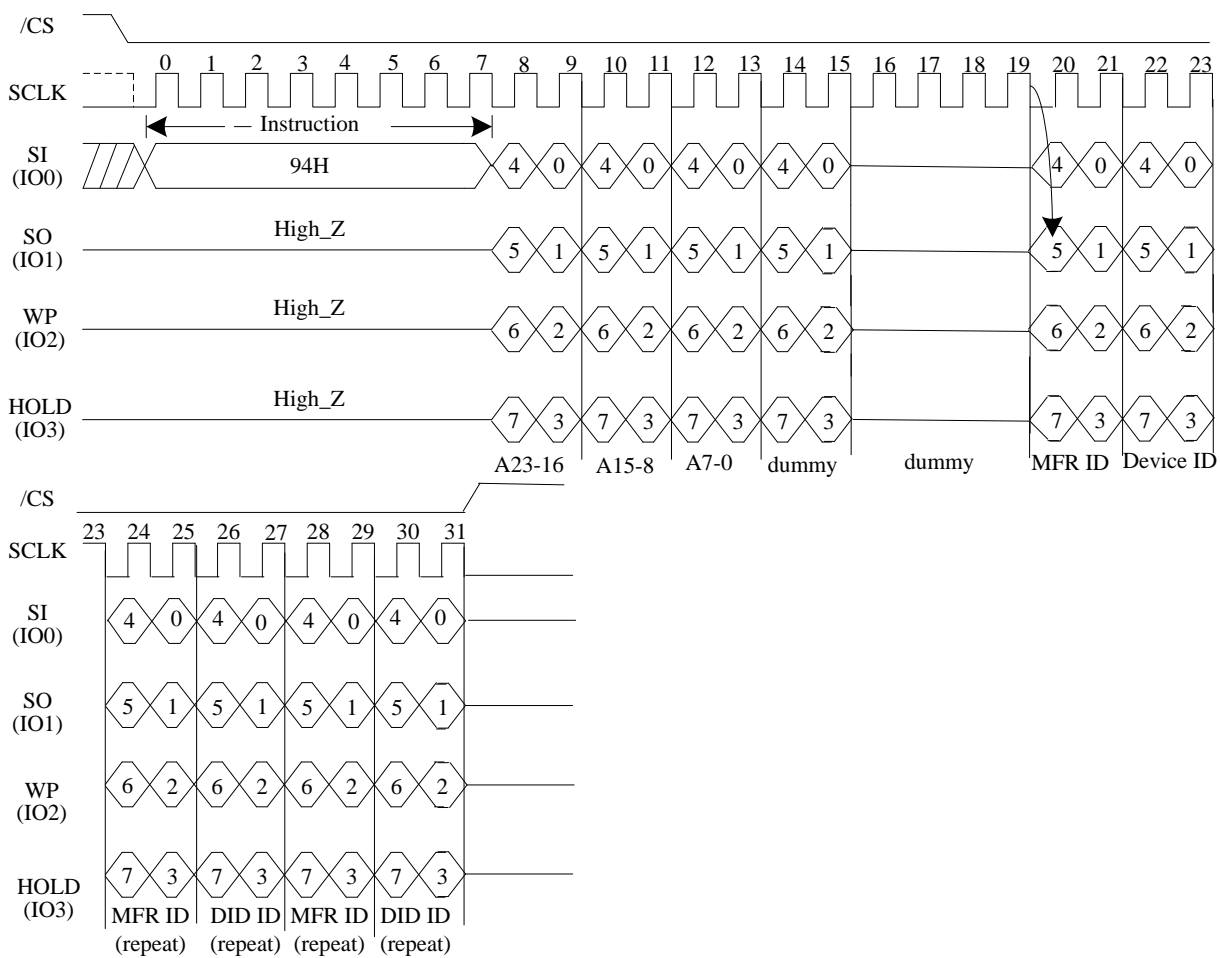 /CS
0 1 2 3 4 5 6 7 8 9 10 11 12 13 14 15 16 17 18 19 20 21 22 23
SCLK
Instruction
SI
(IO0)
94H
4 0 4 0 4 0 4 0 4 0 4 0
SO
(IO1)
High_Z
5 1 5 1 5 1 5 1 5 1 5 1
WP
(IO2)
High_Z
6 2 6 2 6 2 6 2 6 2 6 2
HOLD
(IO3)
High_Z
7 3 7 3 7 3 7 3 7 3 7 3
A23-16 A15-8 A7-0 dummy dummy MFR ID Device ID
/CS
23 24 25 26 27 28 29 30 31
SCLK
SI
(IO0)
4 0 4 0 4 0 4 0
SO
(IO1)
5 1 5 1 5 1 5 1
WP
(IO2)
6 2 6 2 6 2 6 2
HOLD
(IO3)
7 3 7 3 7 3 7 3
MFR ID DID ID MFR ID DID ID
(repeat) (repeat) (repeat) (repeat)